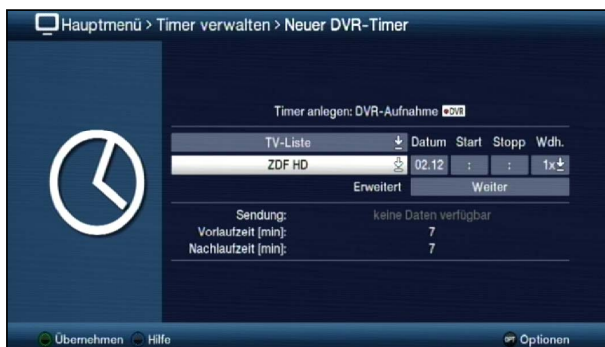 Hauptmenü > Timer verwalten > Neuer DVR-Timer
Timer anlegen: DVR-Aufnahme DVR
TV-Liste Datum Start Stopp Wdh.
ZDF HD 02.12 : : 1x
Erweitert Weiter
Sendung: keine Daten verfügbar
Vorlaufzeit [min]: 7
Nachlaufzeit [min]: 7
Übernehmen Hilfe OPT Optionen